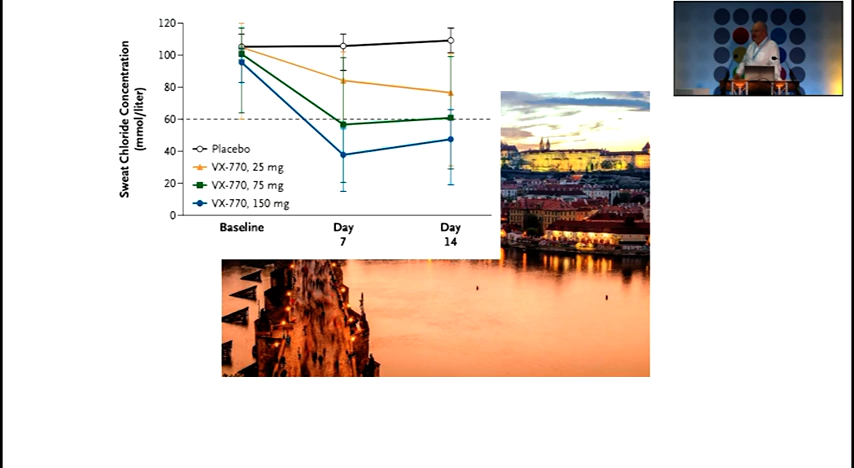 Sweat Chloride Concentration
(mmol/liter)
120
100
80
60
40
20
0
Placebo
VX-770, 25 mg
VX-770, 75 mg
VX-770, 150 mg
Baseline
Day
7
Day
14